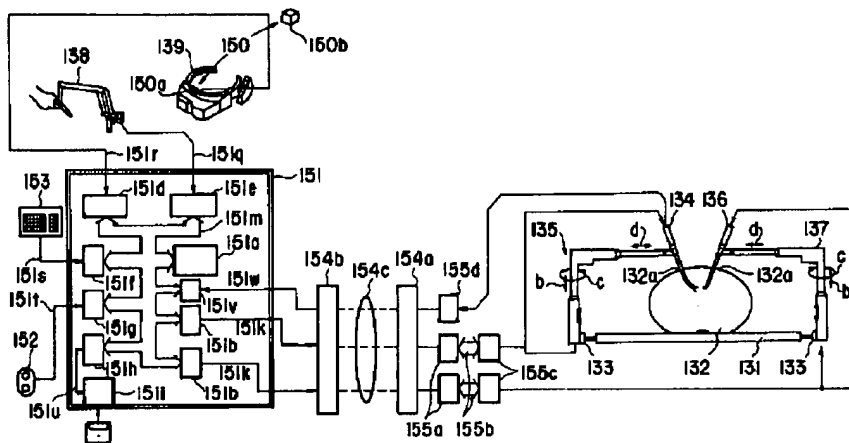 139
150
150b
138
150a
151r
151q
153
151
151d
151e
151m
151a
151s
151f
151w
151v
151t
151g
151k
151b
152
151h
151k
151b
151u
151i
154b
154c
154a
155d
155a
155b
155c
134
136
135
137
d
d
132a
132a
b
c
c
b
133
132
131
133